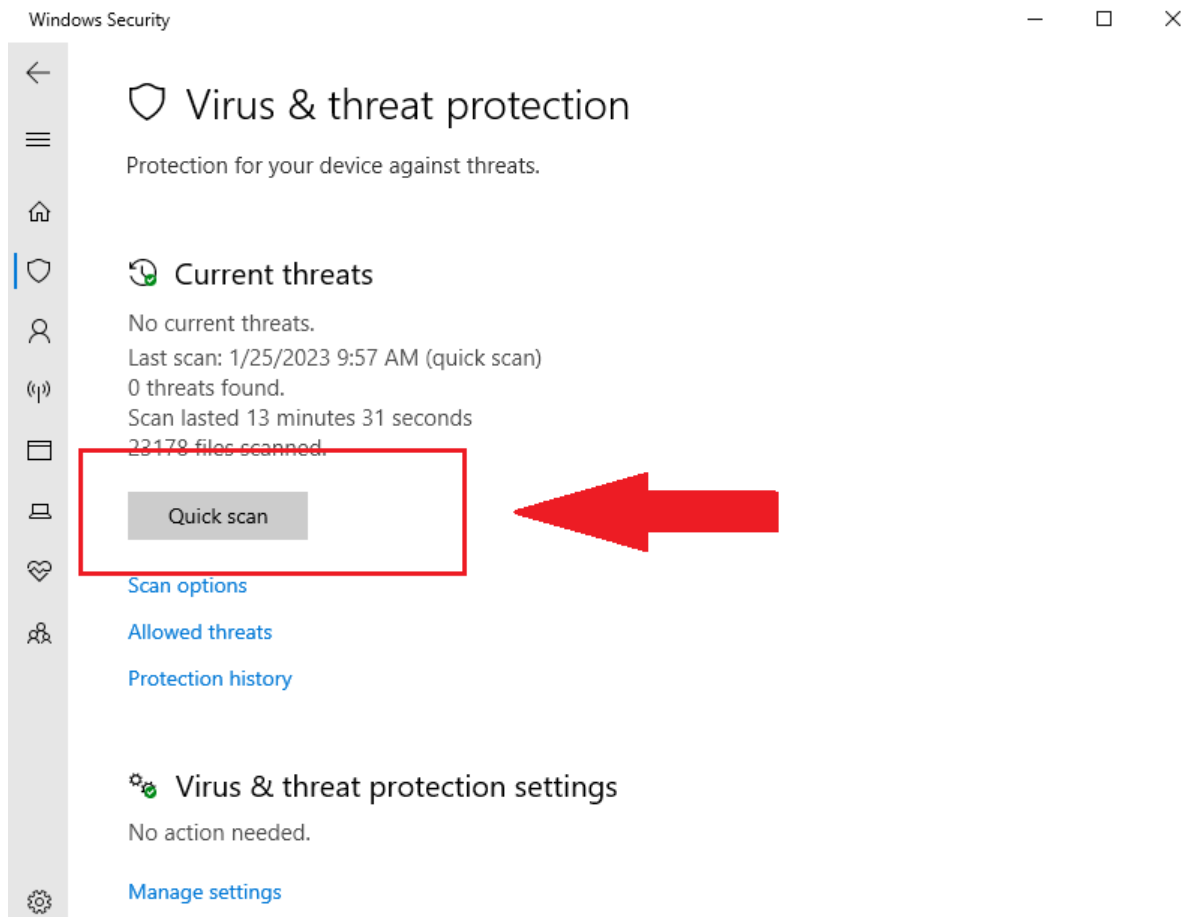 Windows Security
Virus & threat protection
Protection for your device against threats.
Current threats
No current threats.
Last scan: 1/25/2023 9:57 AM (quick scan)
0 threats found.
Scan lasted 13 minutes 31 seconds
23178 files scanned.
Quick scan
Scan options
Allowed threats
Protection history
Virus & threat protection settings
No action needed.
Manage settings